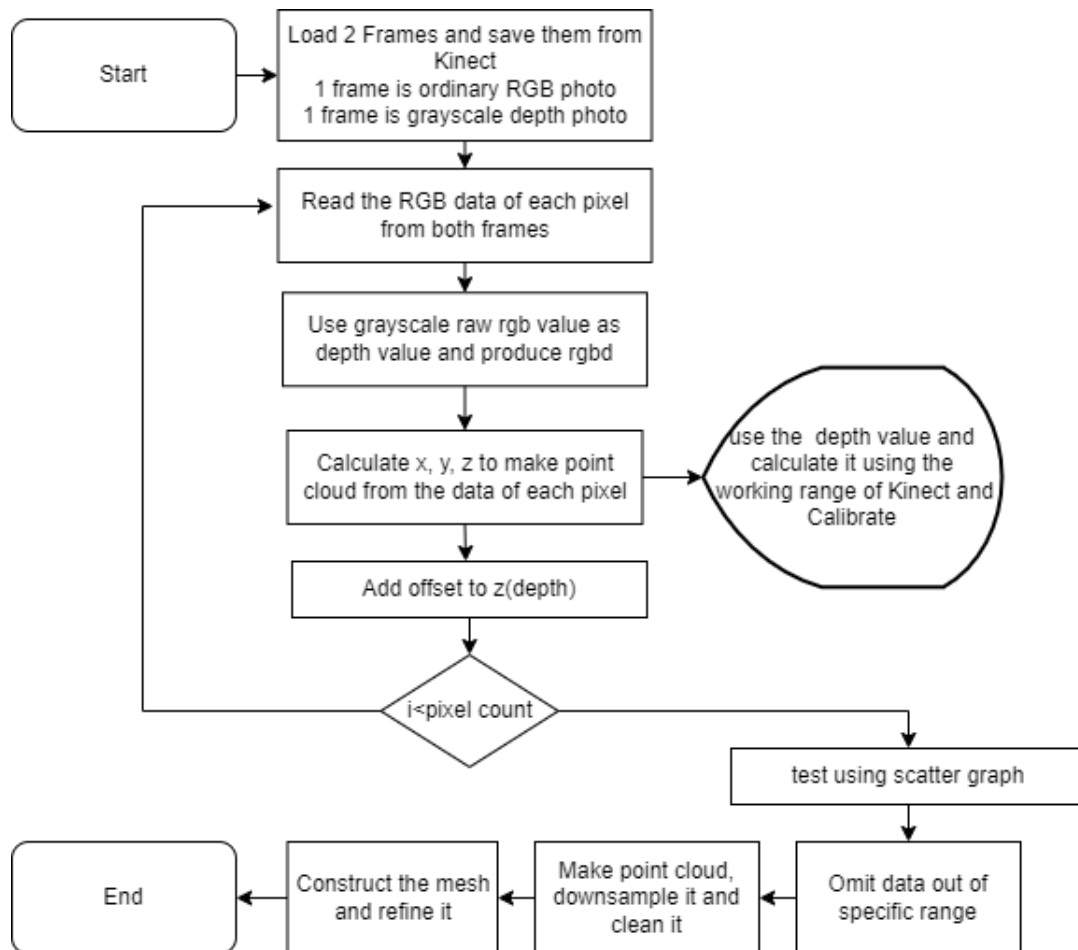 Start
Load 2 Frames and save them from
Kinect
1 frame is ordinary RGB photo
1 frame is grayscale depth photo
Read the RGB data of each pixel
from both frames
Use grayscale raw rgb value as
depth value and produce rgbd
Calculate x, y, z to make point
cloud from the data of each pixel
use the  depth value and
calculate it using the
working range of Kinect and
Calibrate
Add offset to z(depth)
i<pixel count
test using scatter graph
Omit data out of
specific range
Make point cloud,
downsample it and
clean it
Construct the mesh
and refine it
End